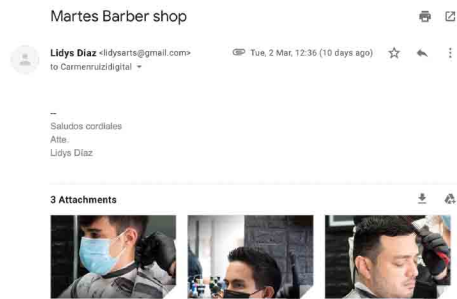 Martes Barber shop
Lidys Diaz <lidysarts@gmail.com>
Tue, 2 Mar, 12:36 (10 days ago)
to Carmenruizidigital
--
Saludos cordiales
Atte.
Lidys Díaz
3 Attachments